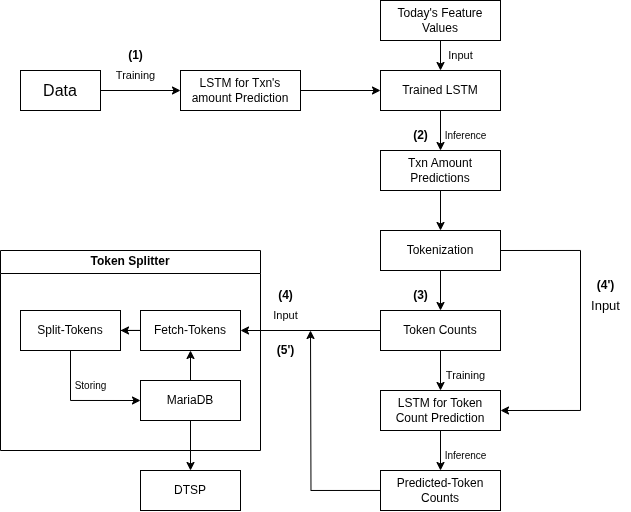 Today's Feature
Values
(1)
Training
Input
Data
LSTM for Txn's
amount Prediction
Trained LSTM
(2)
Inference
Txn Amount
Predictions
Tokenization
Token Splitter
(4)
Input
(3)
(4')
Input
Split-Tokens
Fetch-Tokens
Token Counts
(5')
Storing
Training
MariaDB
LSTM for Token
Count Prediction
Inference
DTSP
Predicted-Token
Counts